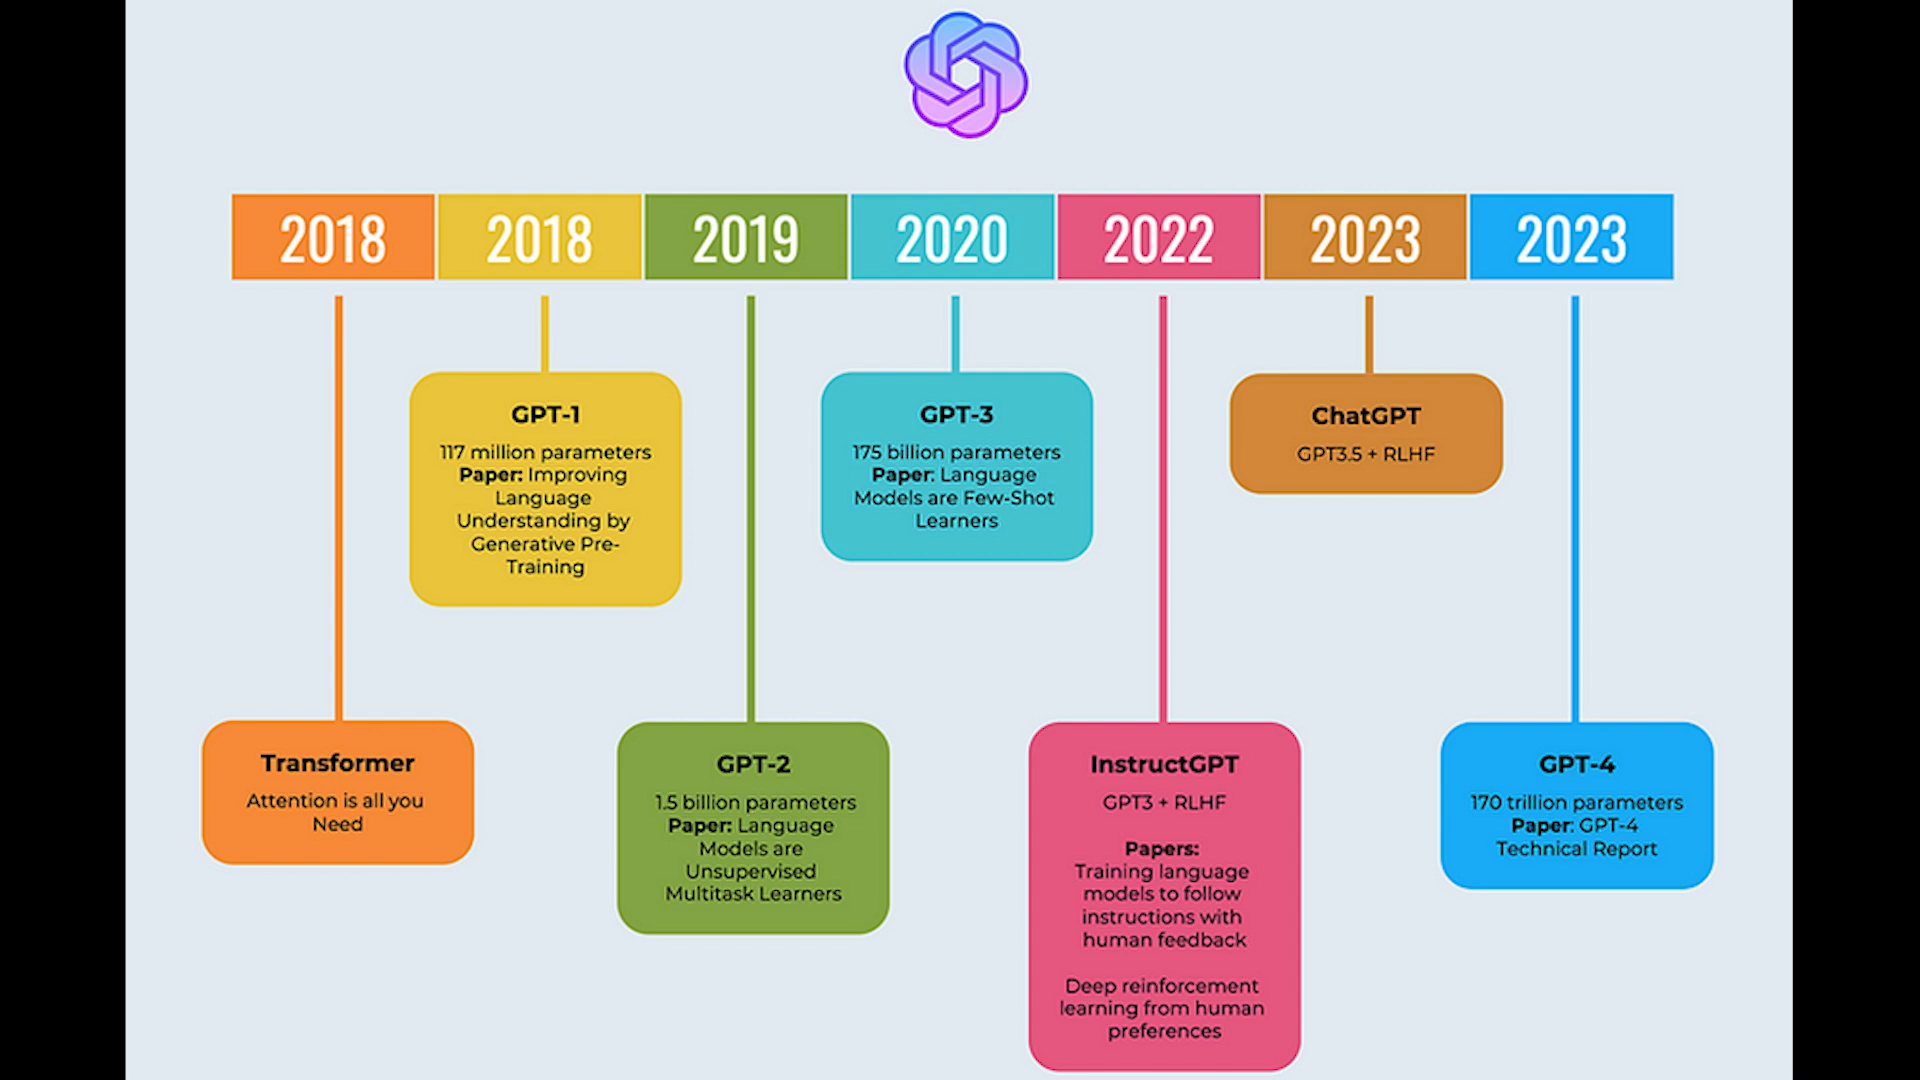 2018
2018
2019
2020
2022
2023
2023
GPT-1
117 million parameters
Paper: Improving
Language
Understanding by
Generative Pre-
Training
GPT-3
175 billion parameters
Paper: Language
Models are Few-Shot
Learners
ChatGPT
GPT3.5 + RLHF
Transformer
Attention is all you
Need
GPT-2
1.5 billion parameters
Paper: Language
Models are
Unsupervised
Multitask Learners
InstructGPT
GPT3 + RLHF
Papers:
Training language
models to follow
instructions with
human feedback
Deep reinforcement
learning from human
preferences
GPT-4
170 trillion parameters
Paper: GPT-4
Technical Report